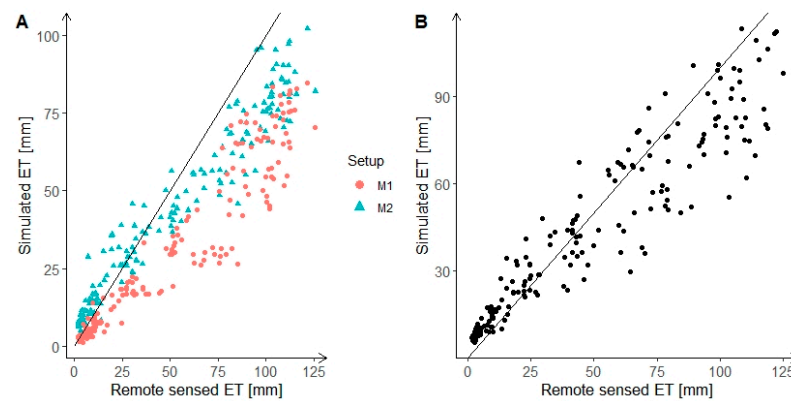 A
100
75
50
25
0
Simulated ET [mm]
0 25 50 75 100 125
Remote sensed ET [mm]
Setup
M1
M2
B
90
60
30
Simulated ET [mm]
0 25 50 75 100 125
Remote sensed ET [mm]